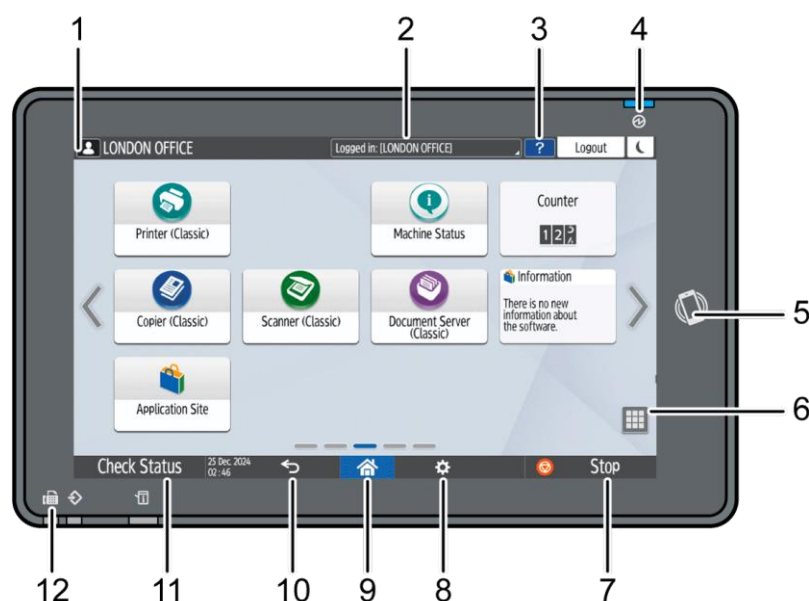 1 2 3 4
LONDON OFFICE Logged in: [LONDON OFFICE] ? Logout
Printer (Classic) Machine Status Counter
1 2
Copier (Classic) Scanner (Classic) Document Server
(Classic)
Information
There is no new
information about
the software.
5
Application Site
6
Check Status 25 Dec. 2024
02 : 46
Stop
12 11 10 9 8 7